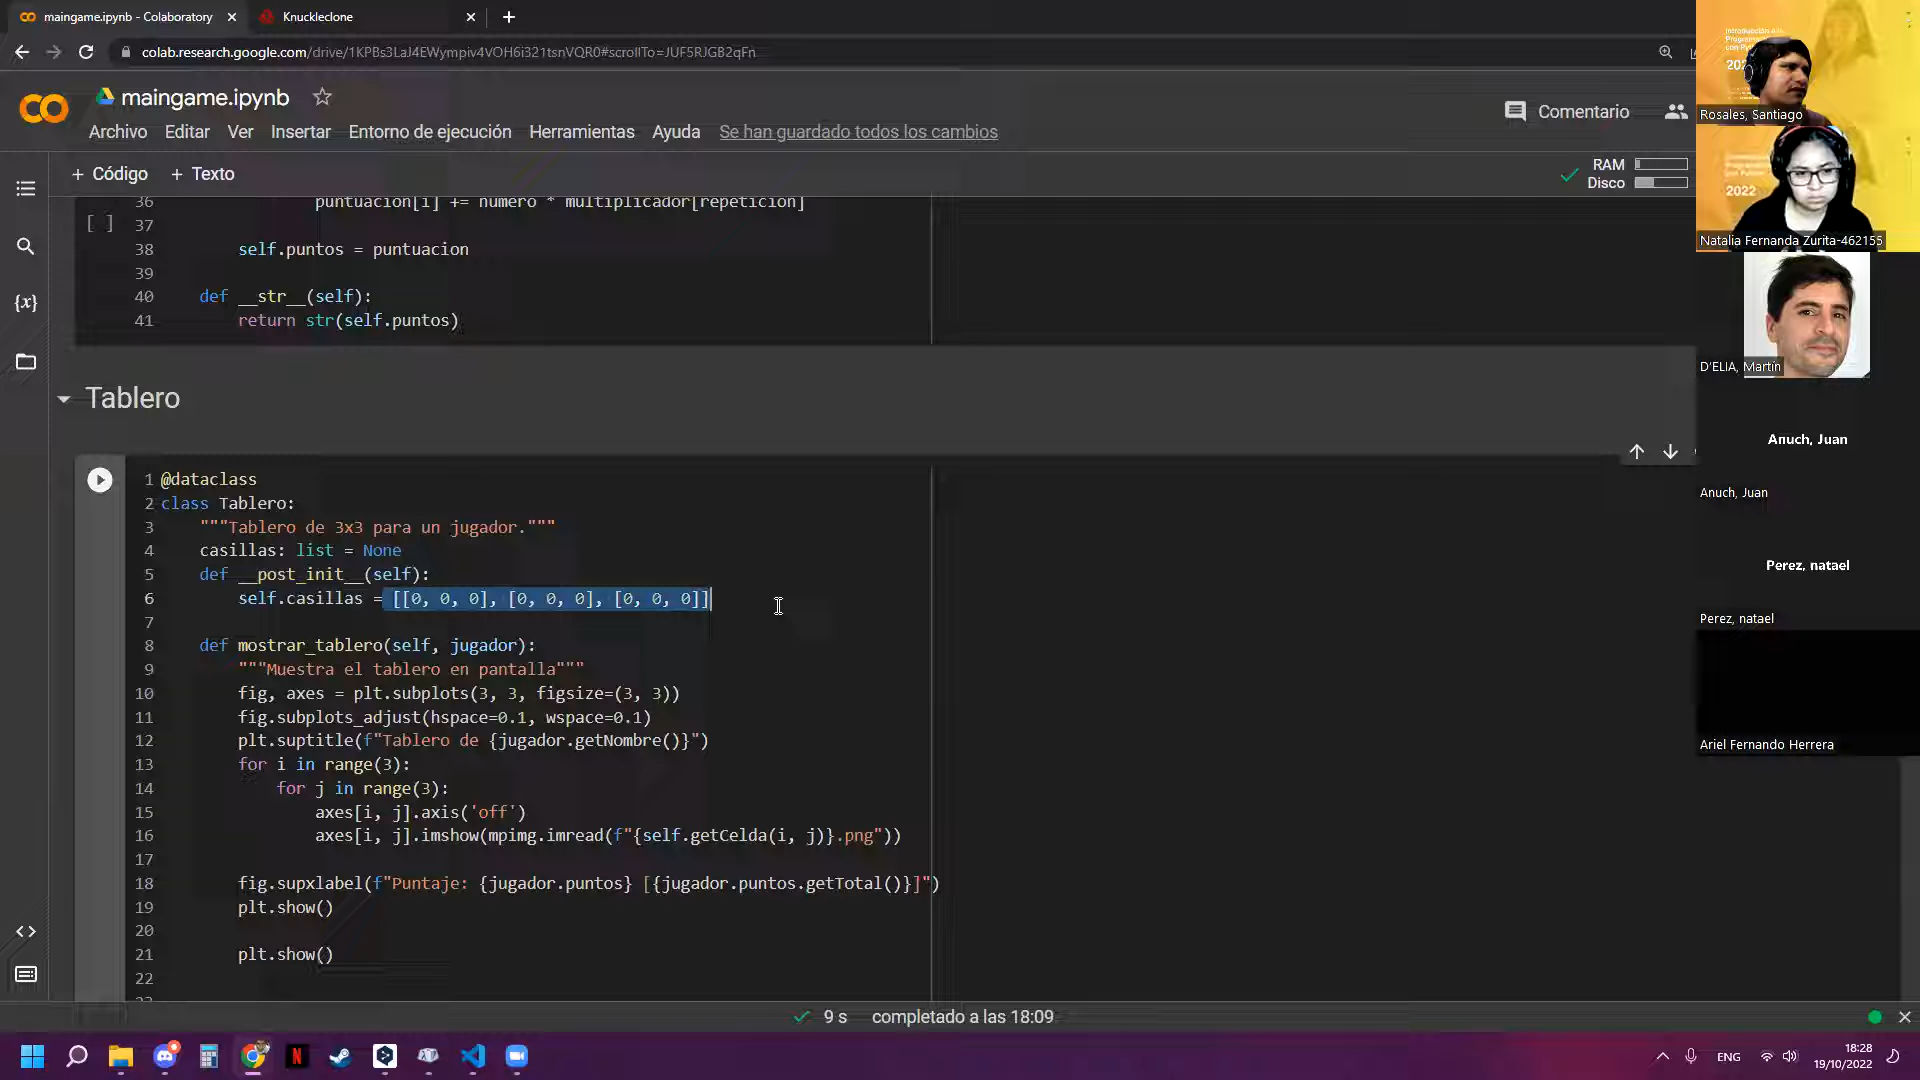 maingame.ipynb - Colaboratory
Knuckleclone
colab.research.google.com/drive/1KPBs3LaJ4EWympiv4VOH6i321tsnVQR0#scrollTo=JUF5RJGB2qFn
maingame.ipynb
Comentario
Archivo Editar Ver Insertar Entorno de ejecución Herramientas Ayuda Se han guardado todos los cambios
+ Código + Texto
RAM
Disco
36 puntuacion[i] += numero * multiplicador[repeticion]
[ ] 37
38 self.puntos = puntuacion
39
40 def __str__(self):
41 return str(self.puntos)
Tablero
1 @dataclass
2 class Tablero:
3 """Tablero de 3x3 para un jugador."""
4 casillas: list = None
5 def __post_init__(self):
6 self.casillas = [[0, 0, 0], [0, 0, 0], [0, 0, 0]]
7
8 def mostrar_tablero(self, jugador):
9 """Muestra el tablero en pantalla"""
10 fig, axes = plt.subplots(3, 3, figsize=(3, 3))
11 fig.subplots_adjust(hspace=0.1, wspace=0.1)
12 plt.suptitle(f"Tablero de {jugador.getNombre()}")
13 for i in range(3):
14 for j in range(3):
15 axes[i, j].axis('off')
16 axes[i, j].imshow(mpimg.imread(f"{self.getCelda(i, j)}.png"))
17
18 fig.supxlabel(f"Puntaje: {jugador.puntos} [{jugador.puntos.getTotal()}]")
19 plt.show()
20
21 plt.show()
22
9 s completado a las 18:09
Rosales, Santiago
2022
Natalia Fernanda Zurita-462155
D'ELIA, Martín
Anuch, Juan
Anuch, Juan
Perez, natael
Perez, natael
Ariel Fernando Herrera
ENG
18:28
19/10/2022